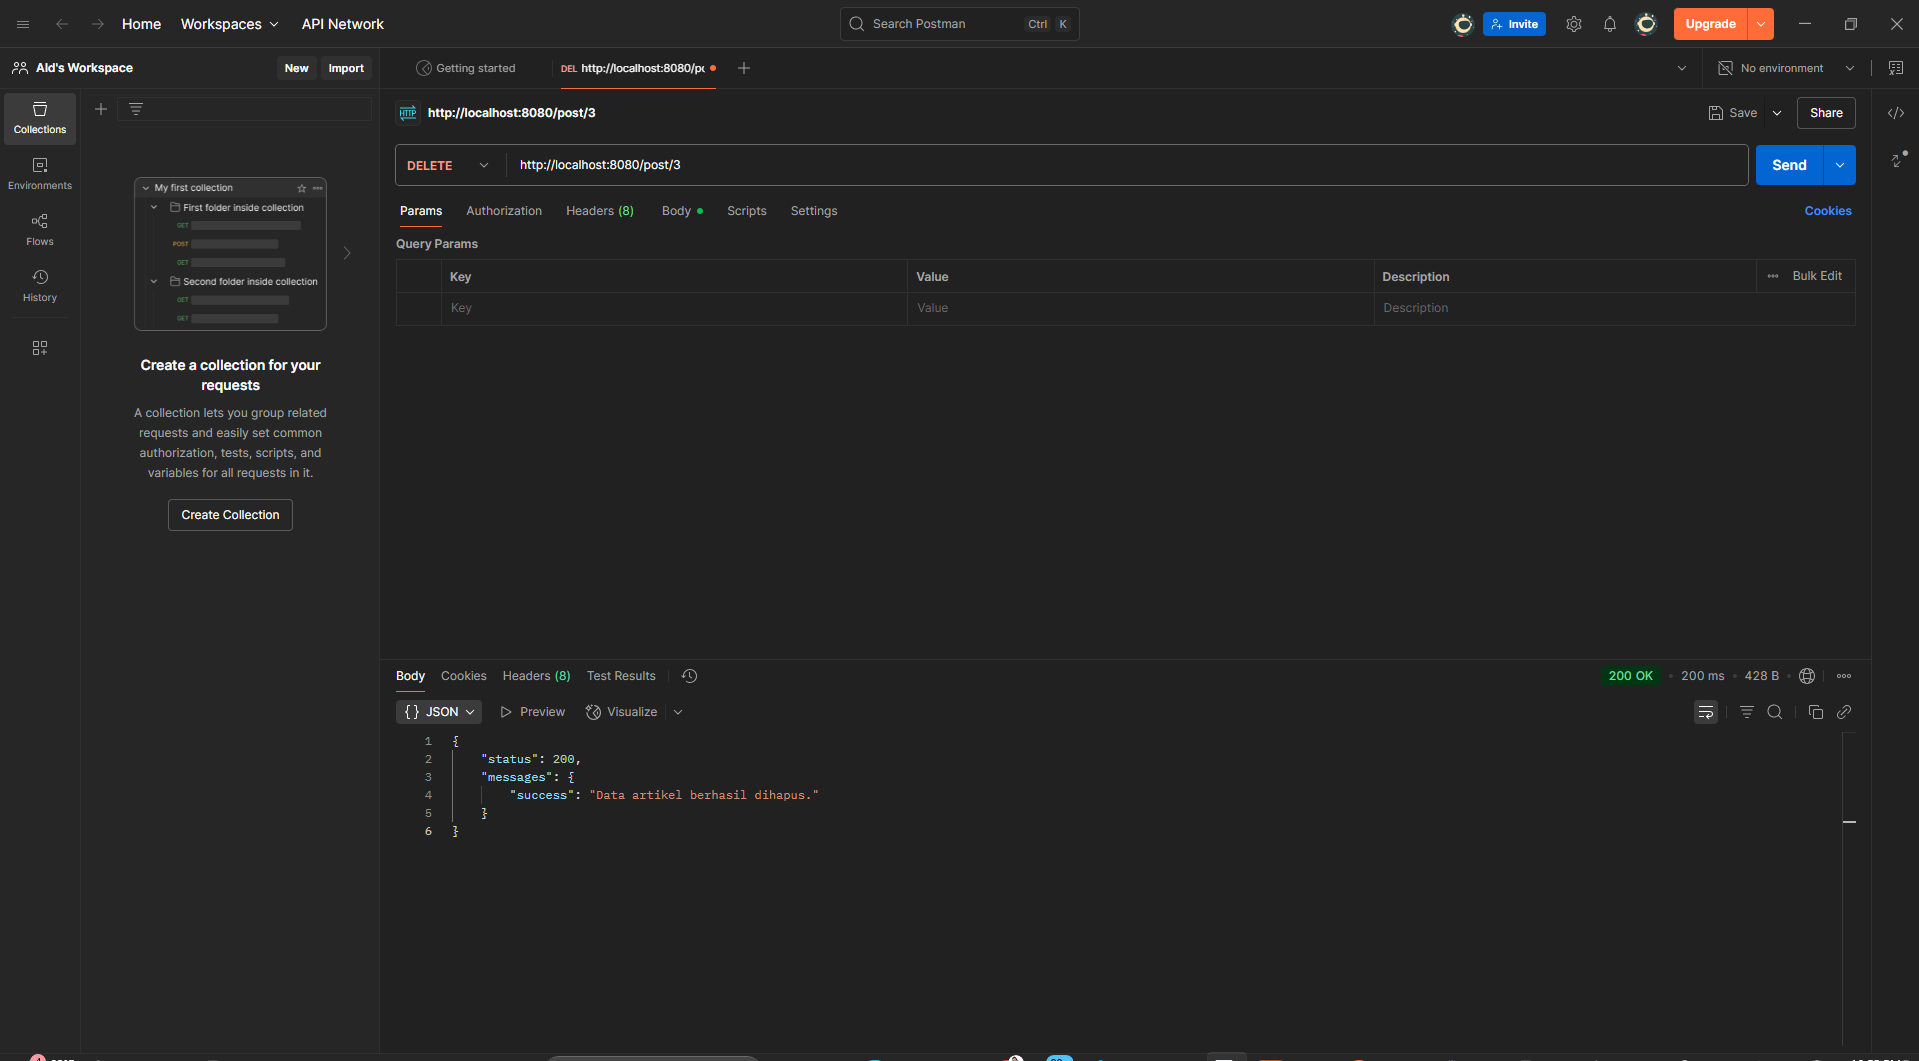 Home
Workspaces
API Network
Search Postman
Ctrl K
Invite
Upgrade
Ald's Workspace
New
Import
Getting started
DEL http://localhost:8080/po
No environment
Collections
Environments
Flows
History
My first collection
First folder inside collection
GET
POST
GET
Second folder inside collection
GET
GET
Create a collection for your
requests
A collection lets you group related
requests and easily set common
authorization, tests, scripts, and
variables for all requests in it.
Create Collection
HTTP http://localhost:8080/post/3
Save
Share
DELETE
http://localhost:8080/post/3
Send
Params
Authorization
Headers (8)
Body
Scripts
Settings
Cookies
Query Params
Key
Value
Description
Bulk Edit
Key
Value
Description
Body
Cookies
Headers (8)
Test Results
200 OK
200 ms
428 B
{} JSON
Preview
Visualize
1 {
2 "status": 200,
3 "messages": {
4 "success": "Data artikel berhasil dihapus."
5 }
6 }